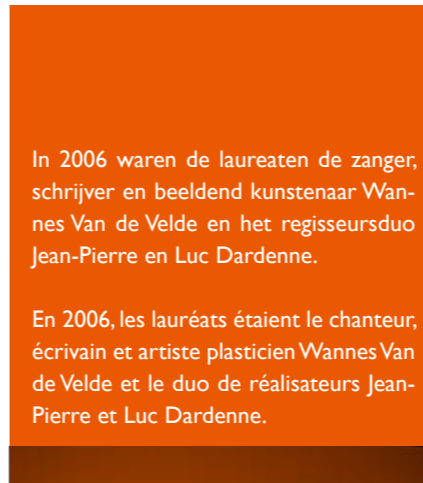 In 2006 waren de laureaten de zanger,
schrijver en beeldend kunstenaar Wan-
nes Van de Velde en het regisseursduo
Jean-Pierre en Luc Dardenne.
En 2006, les lauréats étaient le chanteur,
écrivain et artiste plasticien Wannes Van
de Velde et le duo de réalisateurs Jean-
Pierre et Luc Dardenne.